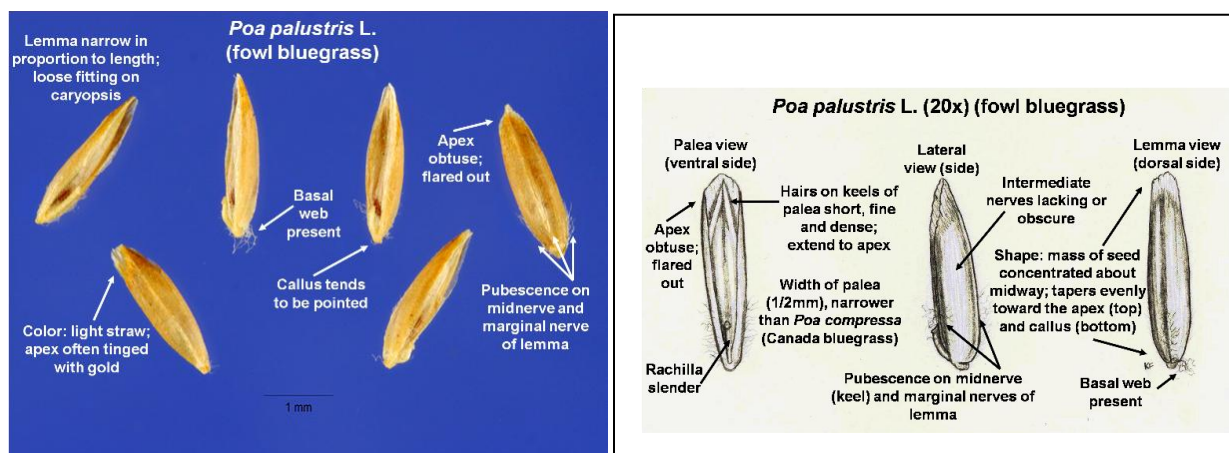 Poa palustris L.
(fowl bluegrass)
Lemma narrow in
proportion to length;
loose fitting on
caryopsis
Apex
obtuse;
flared out
Basal
web
present
Callus tends
to be pointed
Pubescence on
midnerve and
marginal nerve
of lemma
Color: light straw;
apex often tinged
with gold
1 mm
Poa palustris L. (20x) (fowl bluegrass)
Palea view
(ventral side)
Lateral
view (side)
Lemma view
(dorsal side)
Hairs on keels of
palea short, fine
and dense;
extend to apex
Intermediate
nerves lacking or
obscure
Apex
obtuse;
flared
out
Shape: mass of seed
concentrated about
midway; tapers evenly
toward the apex (top)
and callus (bottom)
Width of palea
(1/2mm), narrower
than Poa compressa
(Canada bluegrass)
Rachilla
slender
Pubescence on midnerve
(keel) and marginal nerves of
lemma
Basal web
present